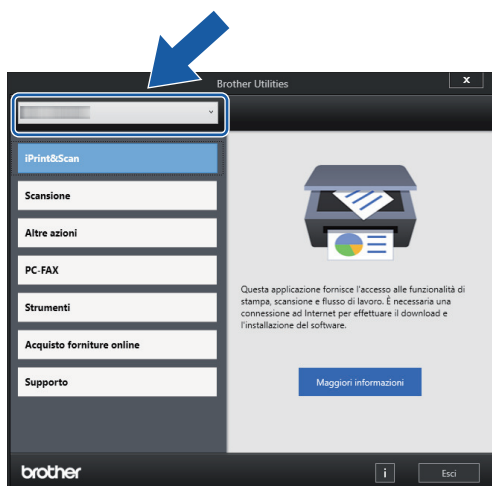 Brother Utilities
X
iPrint&Scan
Scansione
Altre azioni
PC-FAX
Strumenti
Acquisto forniture online
Supporto
Questa applicazione fornisce l'accesso alle funzionalità di
stampa, scansione e flusso di lavoro. È necessaria una
connessione ad Internet per effettuare il download e
l'installazione del software.
Maggiori informazioni
brother
i
Esci